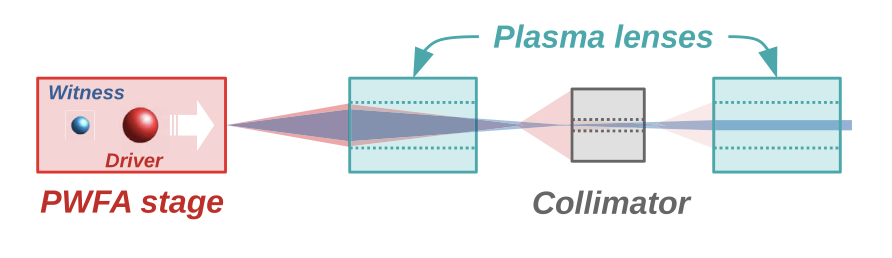 Plasma lenses
Witness
Driver
PWFA stage
Collimator